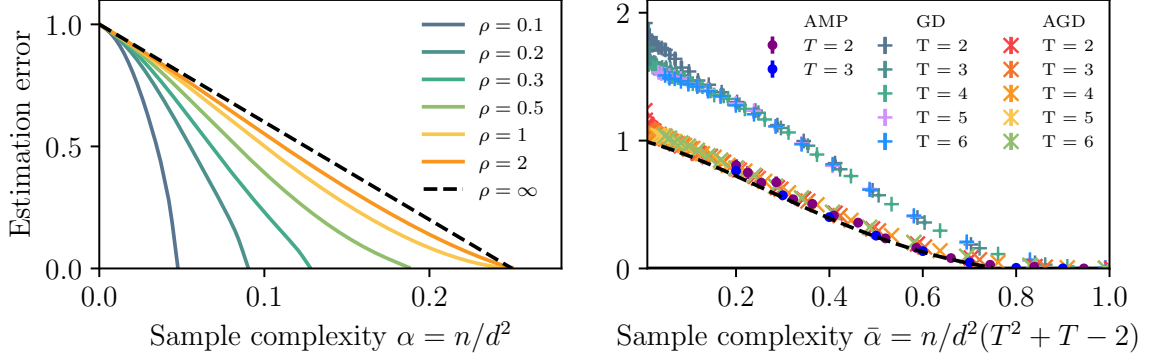 Estimation error
1.0
0.5
0.0
0.0
0.1
0.2
Sample complexity α = n/d²
ρ = 0.1
ρ = 0.2
ρ = 0.3
ρ = 0.5
ρ = 1
ρ = 2
ρ = ∞
2
1
0
0.2
0.4
0.6
0.8
1.0
Sample complexity ᾱ = n/d²(T² + T − 2)
AMP
T = 2
T = 3
GD
T = 2
T = 3
T = 4
T = 5
T = 6
AGD
T = 2
T = 3
T = 4
T = 5
T = 6